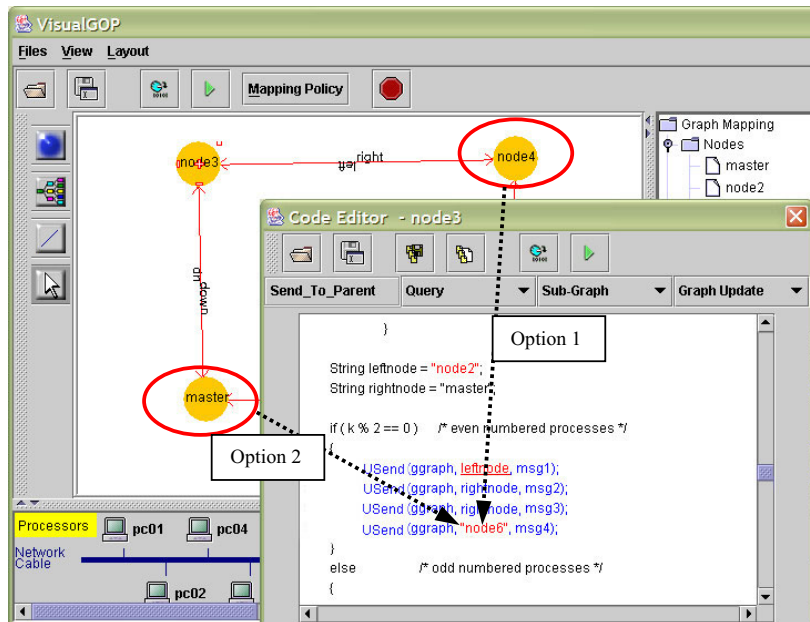 VisualGOP
Files View Layout
Mapping Policy
node3
right
left
node4
up
down
master
Graph Mapping
Nodes
master
node2
Code Editor - node3
Send_To_Parent Query Sub-Graph Graph Update
}
Option 1
String leftnode = "node2";
String rightnode = "master";
if ( k % 2 == 0 ) /* even numbered processes */
{
Option 2
USend (ggraph, leftnode, msg1);
USend (ggraph, rightnode, msg2);
USend (ggraph, rightnode, msg3);
USend (ggraph, "node6", msg4);
}
else /* odd numbered processes */
{
Processors
pc01 pc04
Network
Cable
pc02